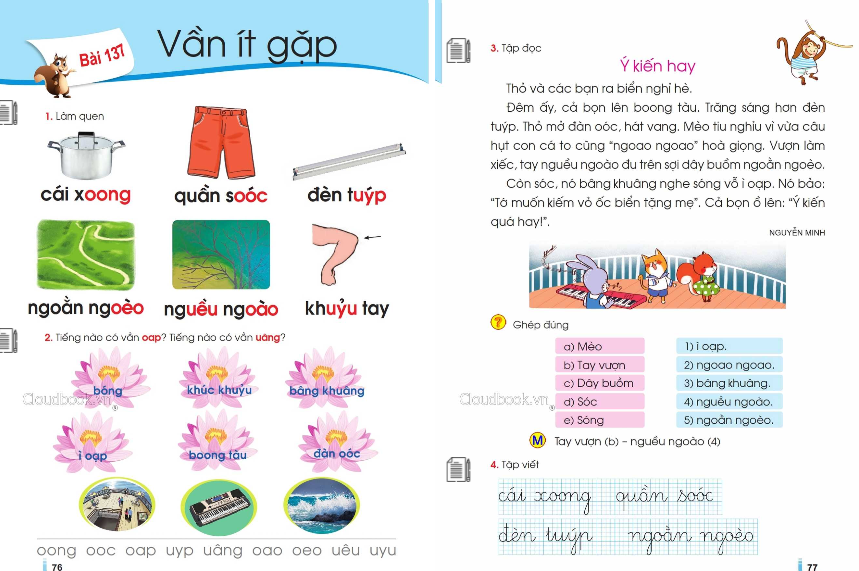 Bài 137
Vần ít gặp
1. Làm quen
cái xoong
quần soóc
đèn tuýp
ngoằn ngoèo
nguều ngoào
khuỷu tay
2. Tiếng nào có vần oap? Tiếng nào có vần uâng?
bóng
khúc khuỷu
bâng khuâng
Cloudbook.vn®
ì oạp
boong tàu
đàn oóc
oong ooc oap uyp uâng oao oeo uêu uyu
76
3. Tập đọc
Ý kiến hay
Thỏ và các bạn ra biển nghỉ hè.
Đêm ấy, cả bọn lên boong tàu. Trăng sáng hơn đèn
tuýp. Thỏ mở đàn oóc, hát vang. Mèo tiu nghỉu vì vừa câu
hụt con cá to cũng “ngoao ngoao” hoà giọng. Vượn làm
xiếc, tay nguều ngoào đu trên sợi dây buồm ngoằn ngoèo.
Còn sóc, nó bâng khuâng nghe sóng vỗ ì oạp. Nó bảo:
“Tớ muốn kiếm vỏ ốc biển tặng mẹ”. Cả bọn ồ lên: “Ý kiến
quá hay!”.
NGUYỄN MINH
? Ghép đúng
a) Mèo
1) ì oạp.
b) Tay vượn
2) ngoao ngoao.
c) Dây buồm
3) bâng khuâng.
Cloudbook.vn®
d) Sóc
4) nguều ngoào.
e) Sóng
5) ngoằn ngoèo.
M Tay vượn (b) – nguều ngoào (4)
4. Tập viết
cái xoong quần soóc
đèn tuýp ngoằn ngoèo
77